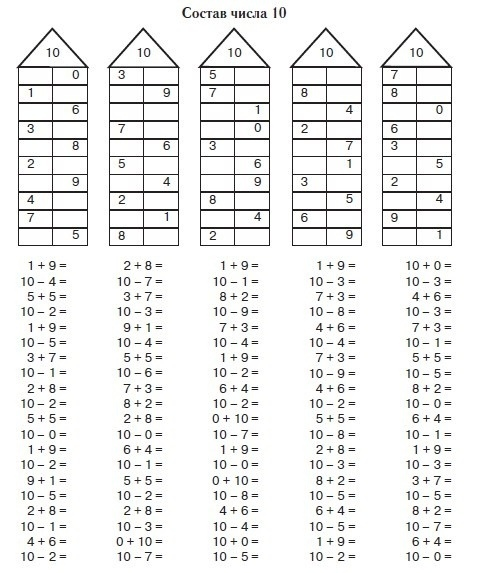 Состав числа 10
10 10 10 10 10
0 3 5 7
1 9 7 8 8
6 1 4 0
3 7 0 2 6
8 6 3 7 3
2 5 6 1 5
9 4 9 3 2
4 2 8 5 4
7 1 4 6 9
5 8 2 9 1
1 + 9 = 2 + 8 = 1 + 9 = 1 + 9 = 10 + 0 =
10 – 4 = 10 – 7 = 10 – 1 = 10 – 3 = 10 – 3 =
5 + 5 = 3 + 7 = 8 + 2 = 7 + 3 = 4 + 6 =
10 – 2 = 10 – 3 = 10 – 9 = 10 – 8 = 10 – 3 =
1 + 9 = 9 + 1 = 7 + 3 = 4 + 6 = 7 + 3 =
10 – 5 = 10 – 4 = 10 – 4 = 10 – 4 = 10 – 1 =
3 + 7 = 5 + 5 = 1 + 9 = 7 + 3 = 5 + 5 =
10 – 1 = 10 – 6 = 10 – 2 = 10 – 9 = 10 – 5 =
2 + 8 = 7 + 3 = 6 + 4 = 4 + 6 = 8 + 2 =
10 – 2 = 8 + 2 = 10 – 2 = 10 – 2 = 10 – 0 =
5 + 5 = 2 + 8 = 0 + 10 = 5 + 5 = 6 + 4 =
10 – 0 = 10 – 0 = 10 – 7 = 10 – 8 = 10 – 1 =
1 + 9 = 6 + 4 = 1 + 9 = 2 + 8 = 1 + 9 =
10 – 2 = 10 – 1 = 10 – 0 = 10 – 3 = 10 – 3 =
9 + 1 = 5 + 5 = 0 + 10 = 8 + 2 = 3 + 7 =
10 – 5 = 10 – 2 = 10 – 8 = 10 – 5 = 10 – 5 =
2 + 8 = 2 + 8 = 4 + 6 = 6 + 4 = 8 + 2 =
10 – 1 = 10 – 3 = 10 – 4 = 10 – 5 = 10 – 7 =
4 + 6 = 0 + 10 = 10 + 0 = 1 + 9 = 6 + 4 =
10 – 2 = 10 – 7 = 10 – 5 = 10 – 2 = 10 – 0 =